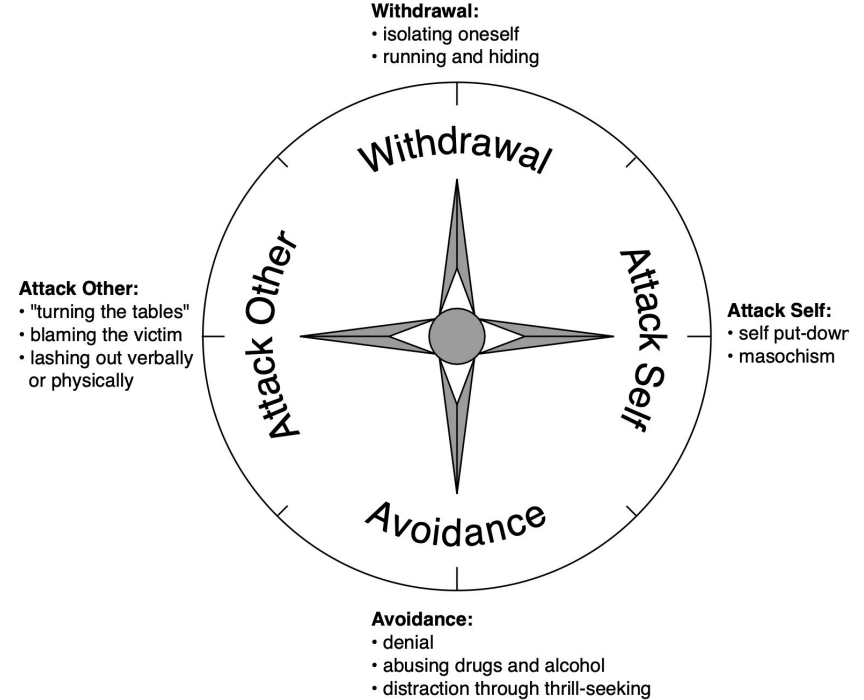 Withdrawal:
• isolating oneself
• running and hiding
Withdrawal
Attack Other
Attack Self
Avoidance
Attack Other:
• "turning the tables"
• blaming the victim
• lashing out verbally
or physically
Attack Self:
• self put-down
• masochism
Avoidance:
• denial
• abusing drugs and alcohol
• distraction through thrill-seeking